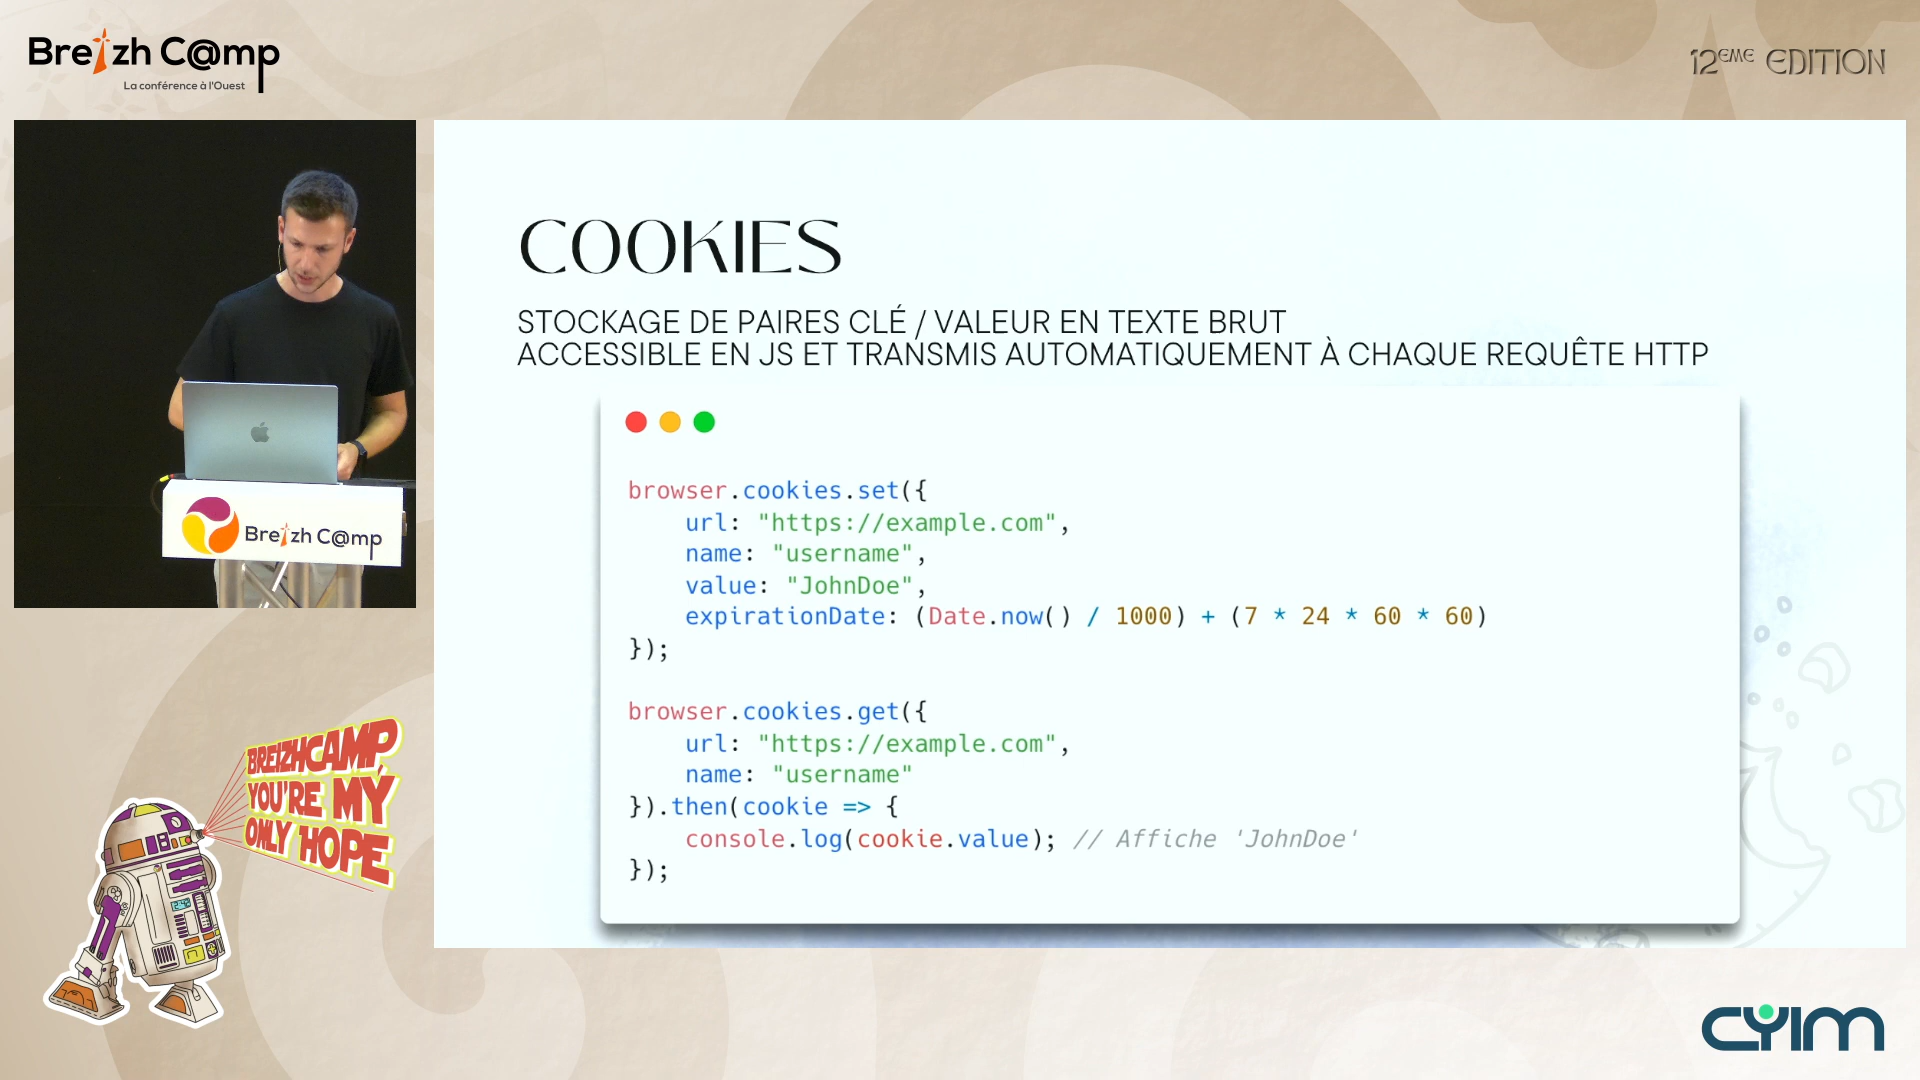 Breizh C@mp
La conférence à l'Ouest
12ÈME EDITION
COOKIES
STOCKAGE DE PAIRES CLÉ / VALEUR EN TEXTE BRUT
ACCESSIBLE EN JS ET TRANSMIS AUTOMATIQUEMENT À CHAQUE REQUÊTE HTTP
browser.cookies.set({
    url: "https://example.com",
    name: "username",
    value: "JohnDoe",
    expirationDate: (Date.now() / 1000) + (7 * 24 * 60 * 60)
});
browser.cookies.get({
    url: "https://example.com",
    name: "username"
}).then(cookie => {
    console.log(cookie.value); // Affiche 'JohnDoe'
});
Breizh C@mp
BREIZHCAMP,
YOU'RE MY
ONLY HOPE
CYIM